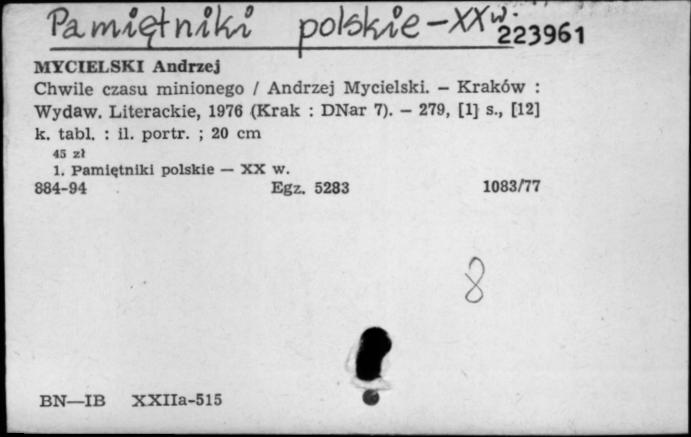 Pamiętniki polskie – XX w.
223961
MYCIELSKI Andrzej
Chwile czasu minionego / Andrzej Mycielski. – Kraków :
Wydaw. Literackie, 1976 (Krak : DNar 7). – 279, [1] s., [12]
k. tabl. : il. portr. ; 20 cm
45 zł
1. Pamiętniki polskie — XX w.
884-94 Egz. 5283 1083/77
8
BN—IB XXIIa-515